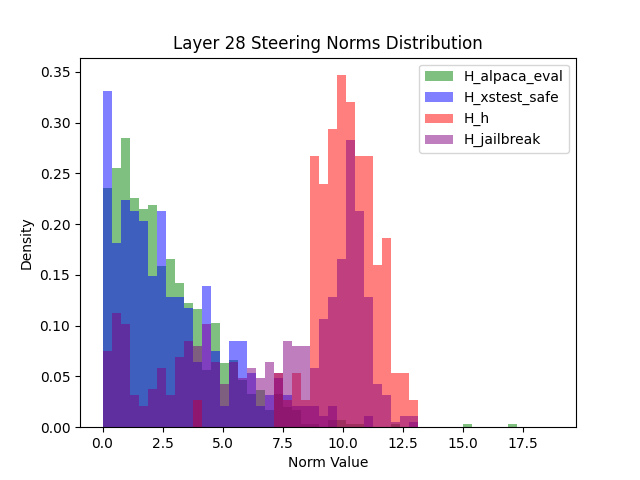 Layer 28 Steering Norms Distribution
H_alpaca_eval
H_xstest_safe
H_h
H_jailbreak
0.35
0.30
0.25
0.20
0.15
0.10
0.05
0.00
Density
0.0 2.5 5.0 7.5 10.0 12.5 15.0 17.5
Norm Value